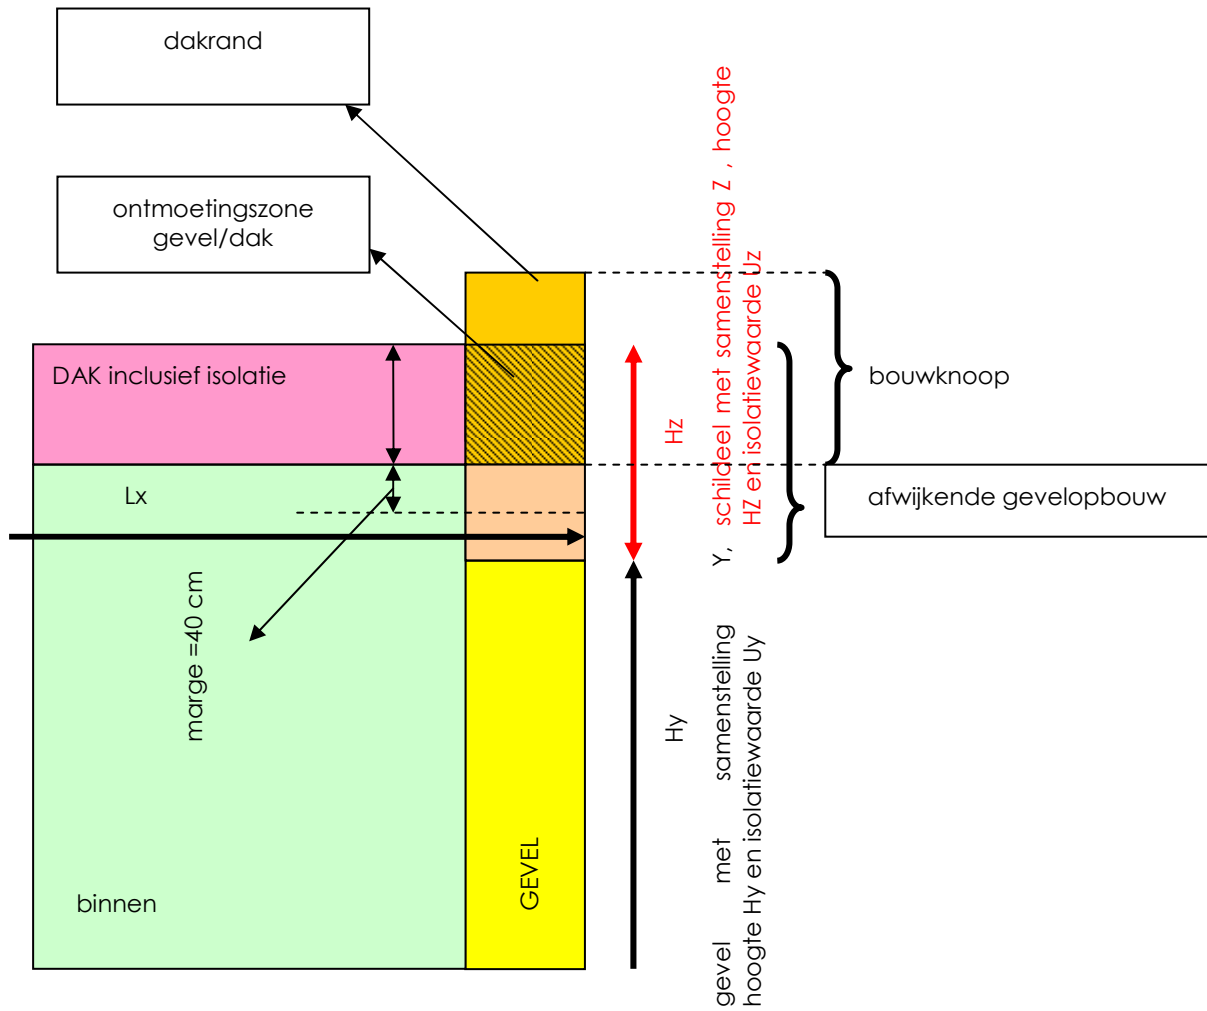 dakrand
ontmoetingszone
gevel/dak
DAK inclusief isolatie
Lx
marge =40 cm
binnen
GEVEL
Hz
Hy
Y, schildeel met samenstelling Z , hoogte
HZ en isolatiewaarde Uz
gevel met samenstelling
hoogte Hy en isolatiewaarde Uy
bouwknoop
afwijkende gevelopbouw